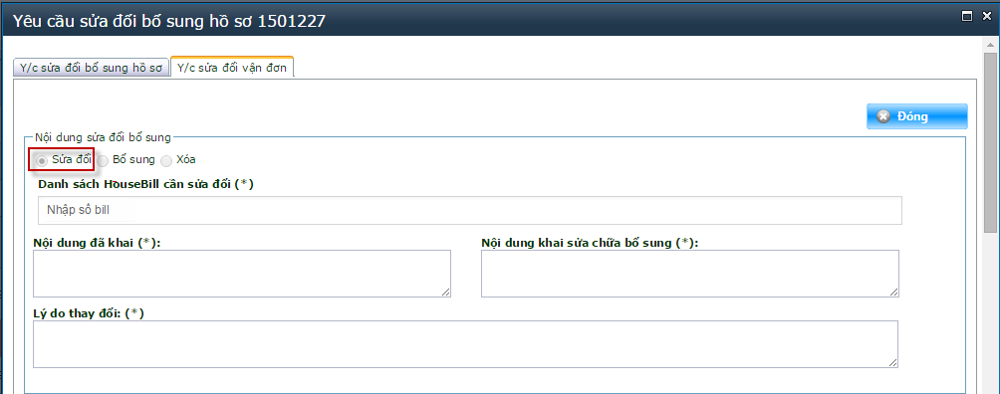 Yêu cầu sửa đổi bổ sung hồ sơ 1501227
Y/c sửa đổi bổ sung hồ sơ Y/c sửa đổi vận đơn
Đóng
Nội dung sửa đổi bổ sung
Sửa đổi Bổ sung Xóa
Danh sách HouseBill cần sửa đổi (*)
Nhập số bill
Nội dung đã khai (*): Nội dung khai sửa chữa bổ sung (*):
Lý do thay đổi: (*)